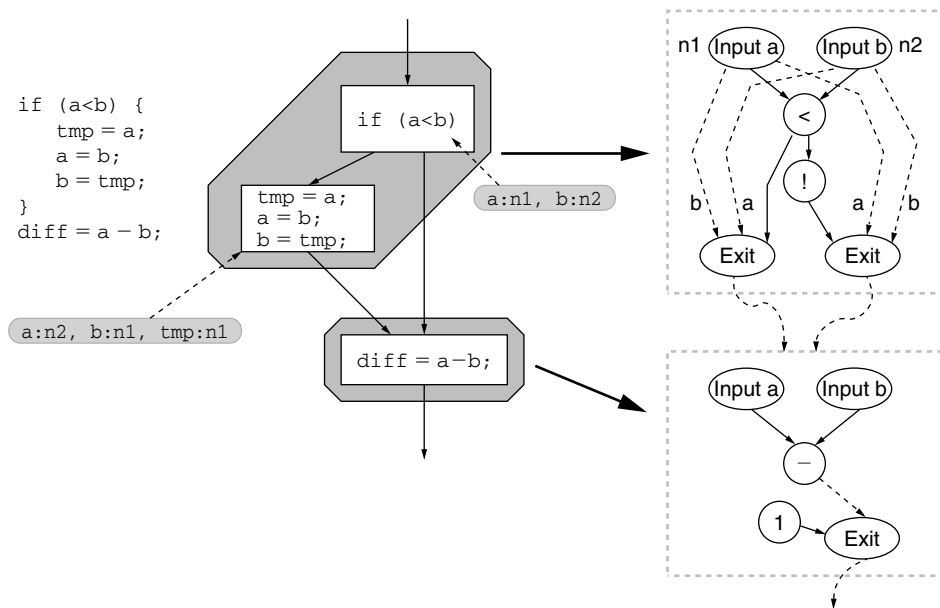 if (a<b) {
tmp = a;
a = b;
b = tmp;
}
diff = a - b;
if (a<b)
tmp = a;
a = b;
b = tmp;
a:n1, b:n2
a:n2, b:n1, tmp:n1
diff = a-b;
n1 Input a Input b n2
<
!
b a a b
Exit Exit
Input a Input b
-
1
Exit